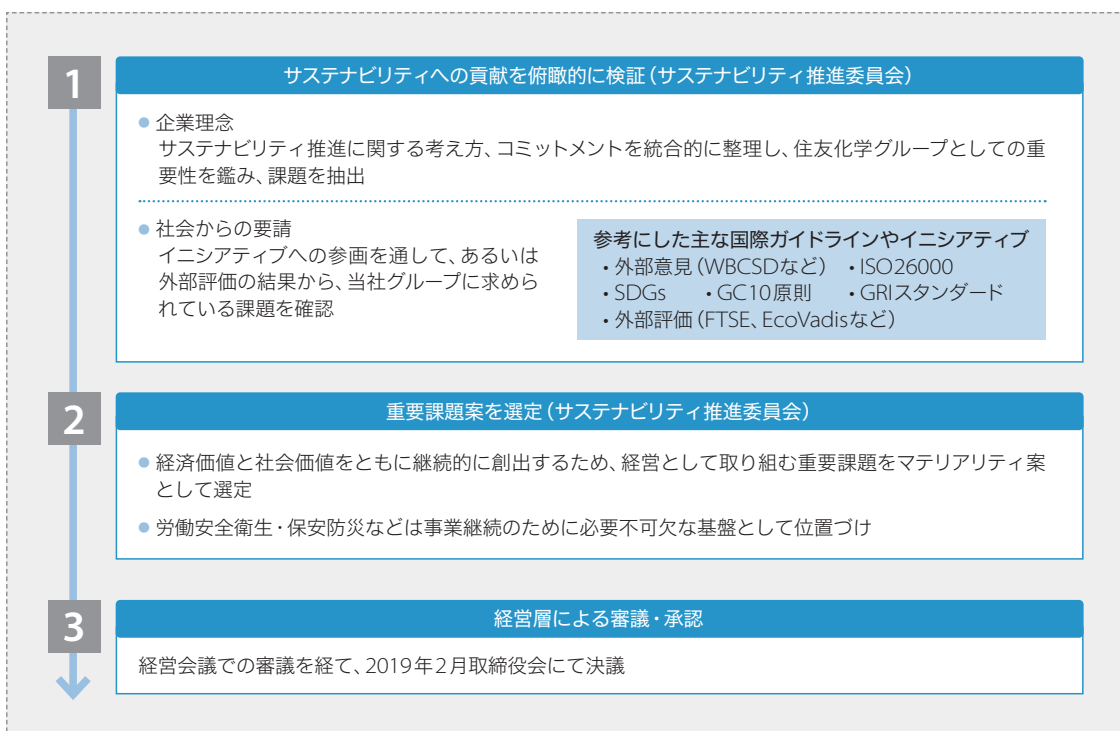 1
サステナビリティへの貢献を俯瞰的に検証(サステナビリティ推進委員会)
● 企業理念
サステナビリティ推進に関する考え方、コミットメントを統合的に整理し、住友化学グループとしての重
要性を鑑み、課題を抽出
● 社会からの要請
イニシアティブへの参画を通して、あるいは
外部評価の結果から、当社グループに求めら
れている課題を確認
参考にした主な国際ガイドラインやイニシアティブ
・外部意見(WBCSDなど) ・ISO26000
・SDGs ・GC10原則 ・GRIスタンダード
・外部評価(FTSE、EcoVadisなど)
2
重要課題案を選定(サステナビリティ推進委員会)
● 経済価値と社会価値をともに継続的に創出するため、経営として取り組む重要課題をマテリアリティ案
として選定
● 労働安全衛生・保安防災などは事業継続のために必要不可欠な基盤として位置づけ
3
経営層による審議・承認
経営会議での審議を経て、2019年2月取締役会にて決議